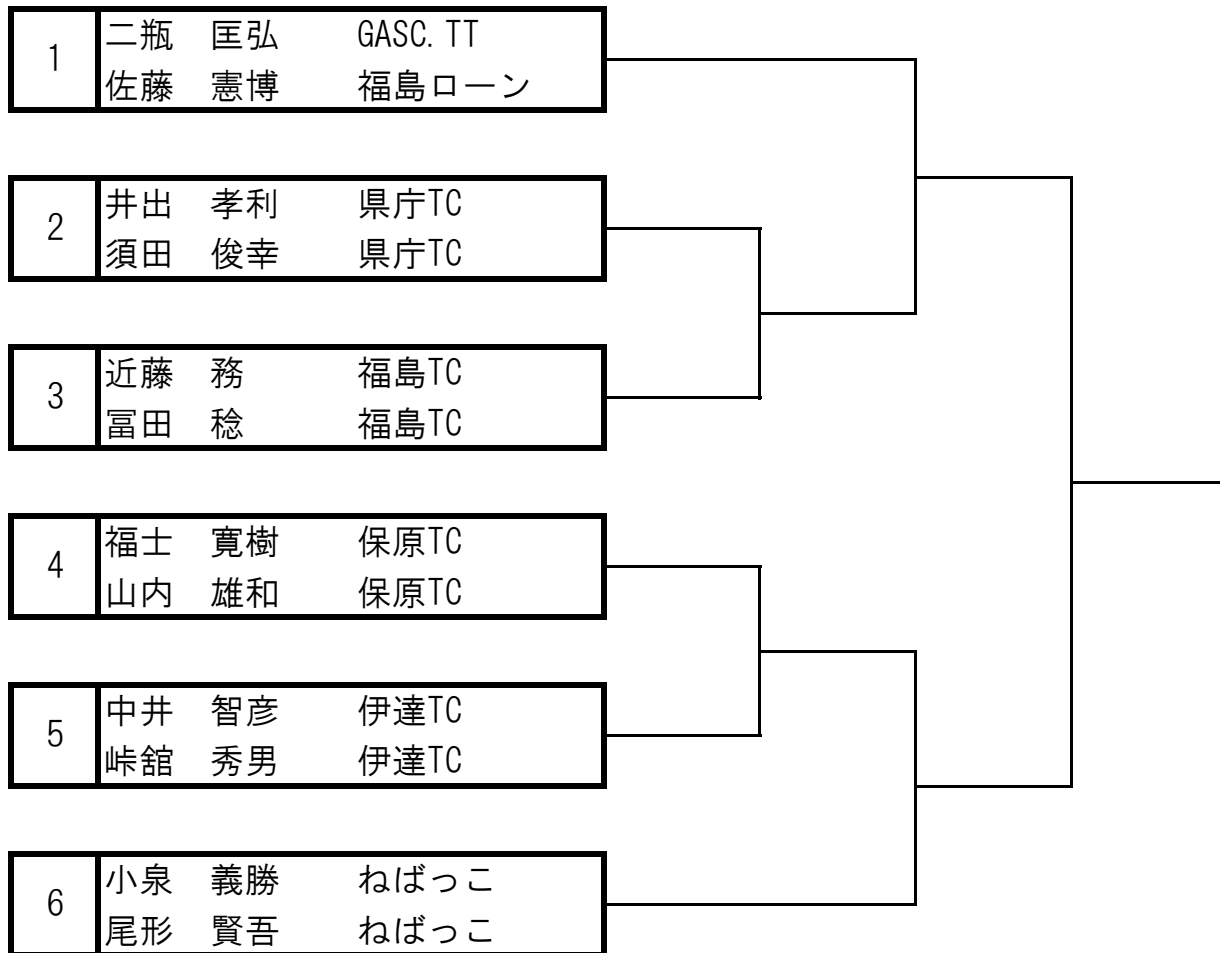 1
二瓶 匡弘 GASC.TT
佐藤 憲博 福島ローン
2
井出 孝利 県庁TC
須田 俊幸 県庁TC
3
近藤 務 福島TC
冨田 稔 福島TC
4
福士 寛樹 保原TC
山内 雄和 保原TC
5
中井 智彦 伊達TC
峠舘 秀男 伊達TC
6
小泉 義勝 ねばっこ
尾形 賢吾 ねばっこ